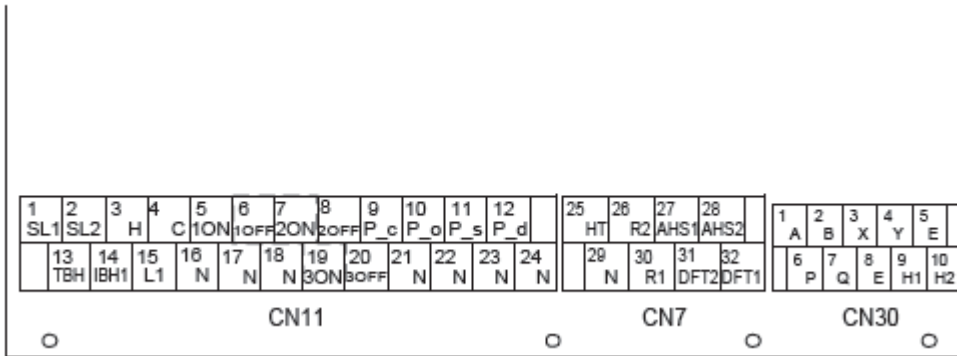 1 2 3 4 5 6 7 8 9 10 11 12
SL1 SL2 H C 1ON 1OFF 2ON 2OFF P_c P_o P_s P_d
13 14 15 16 17 18 19 20 21 22 23 24
TBH IBH1 L1 N N N 3ON 3OFF N N N N
CN11
25 26 27 28
HT R2 AHS1 AHS2
29 30 31 32
N R1 DFT2 DFT1
CN7
1 2 3 4 5
A B X Y E
6 7 8 9 10
P Q E H1 H2
CN30